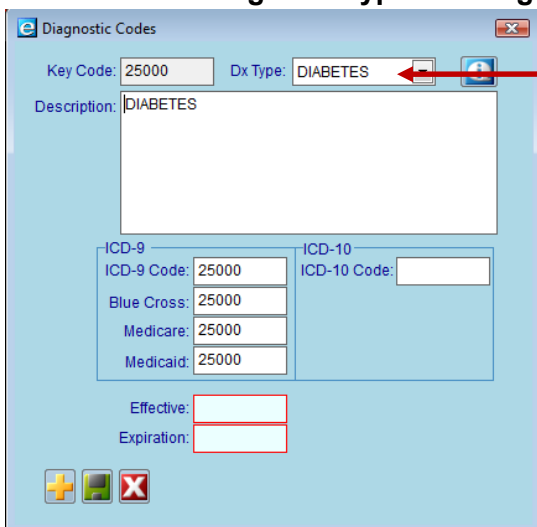 Diagnostic Codes
Key Code: 25000 Dx Type: DIABETES
Description: DIABETES
ICD-9 ICD-10
ICD-9 Code: 25000 ICD-10 Code:
Blue Cross: 25000
Medicare: 25000
Medicaid: 25000
Effective:
Expiration: